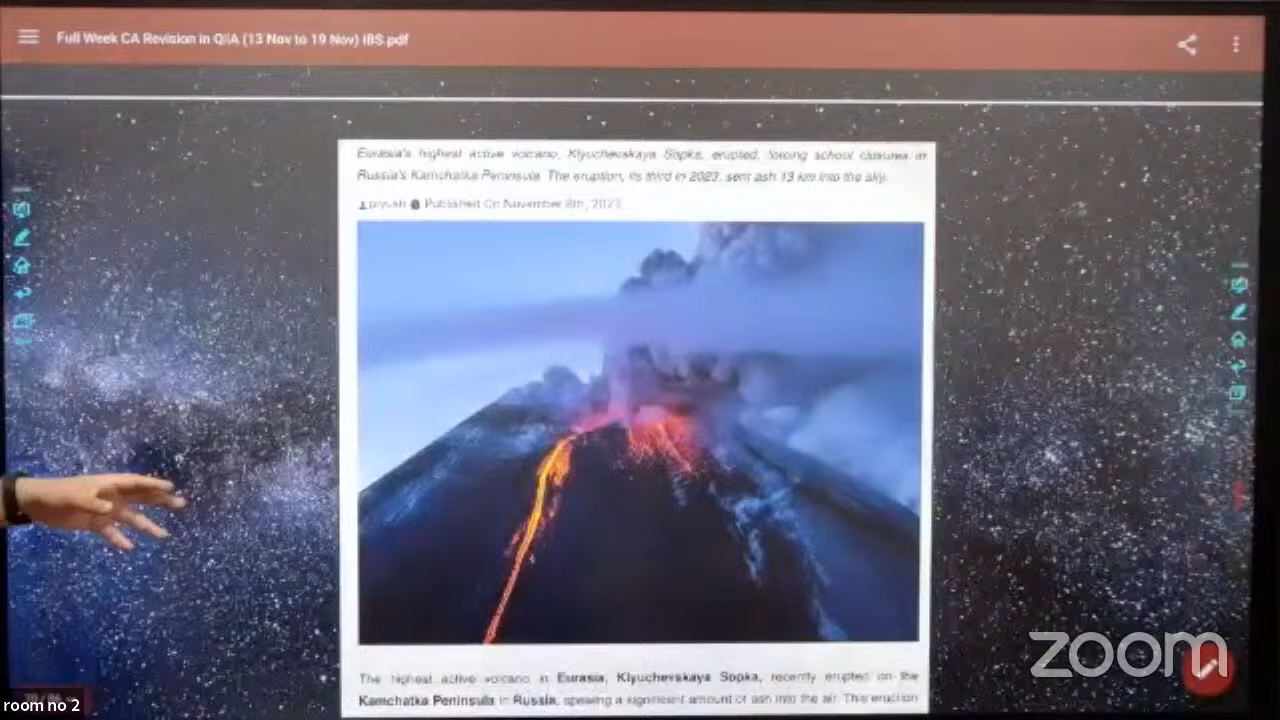 Full Week CA Revision in Q&A (13 Nov to 19 Nov) IBS.pdf
Eurasia's highest active volcano, Klyuchevskaya Sopka, erupted, forcing school closures in
Russia's Kamchatka Peninsula. The eruption, its third in 2023, sent ash 13 km into the sky.
piyush Published On November 8th, 2023
The highest active volcano in Eurasia, Klyuchevskaya Sopka, recently erupted on the
Kamchatka Peninsula in Russia, spewing a significant amount of ash into the air. This eruption
zoom
room no 2